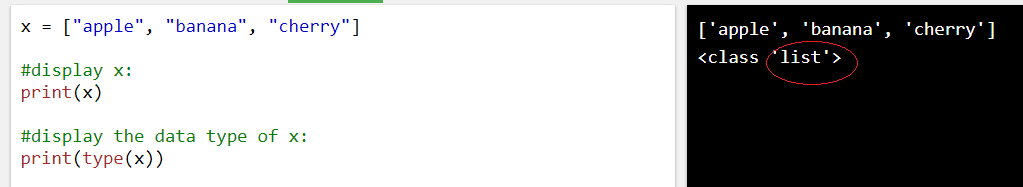 x = ["apple", "banana", "cherry"]
#display x:
print(x)
#display the data type of x:
print(type(x))
['apple', 'banana', 'cherry']
<class 'list'>